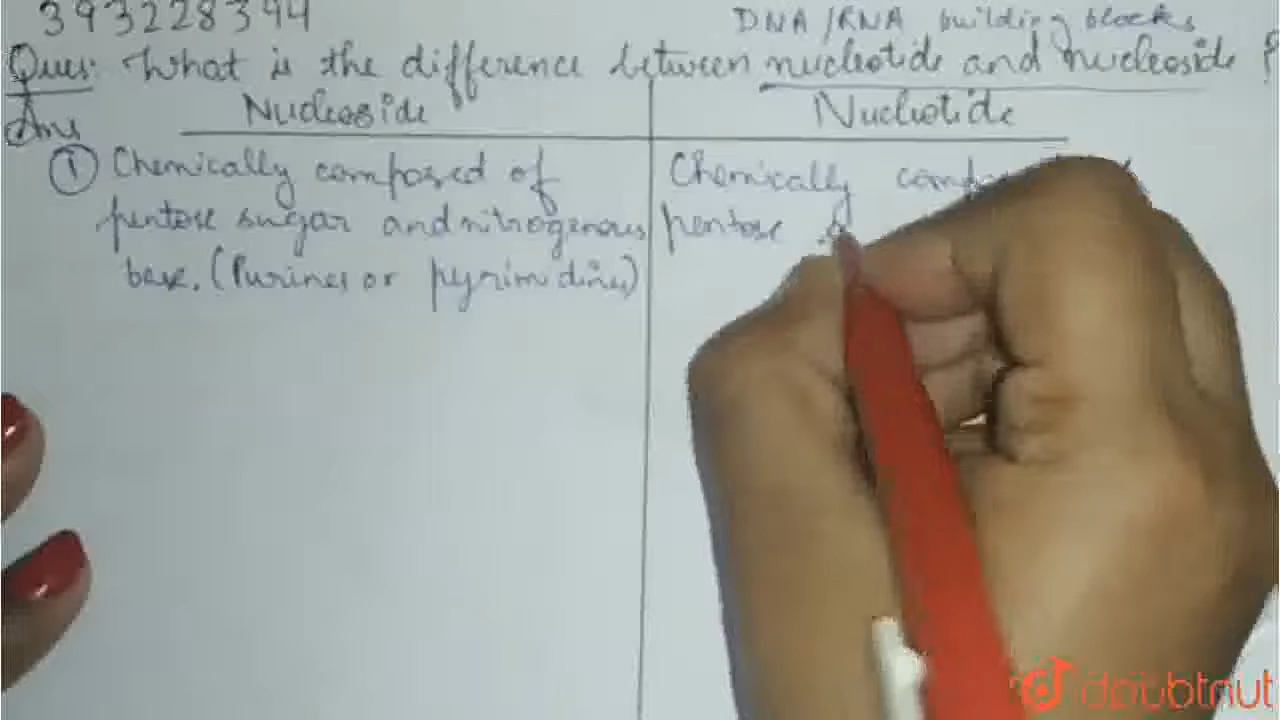 393228394
DNA/RNA building blocks
Ques: What is the difference between nucleotide and nucleoside ?
Ans
Nucleoside
Nucleotide
① Chemically composed of
pentose sugar and nitrogenous
base. (Purines or pyrimidines)
Chemically
pentose
doubtnut